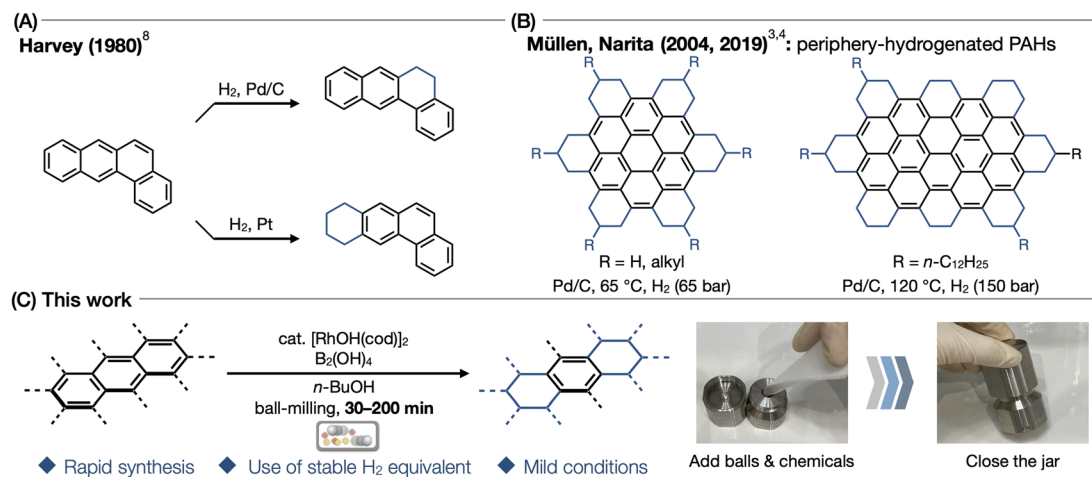 (A)
Harvey (1980)8
H2, Pd/C
H2, Pt
(B)
Müllen, Narita (2004, 2019)3,4: periphery-hydrogenated PAHs
R
R
R
R
R
R
R = H, alkyl
Pd/C, 65 °C, H2 (65 bar)
R
R
R
R
R = n-C12H25
Pd/C, 120 °C, H2 (150 bar)
(C) This work
cat. [RhOH(cod)]2
B2(OH)4
n-BuOH
ball-milling, 30–200 min
Rapid synthesis
Use of stable H2 equivalent
Mild conditions
Add balls & chemicals
Close the jar